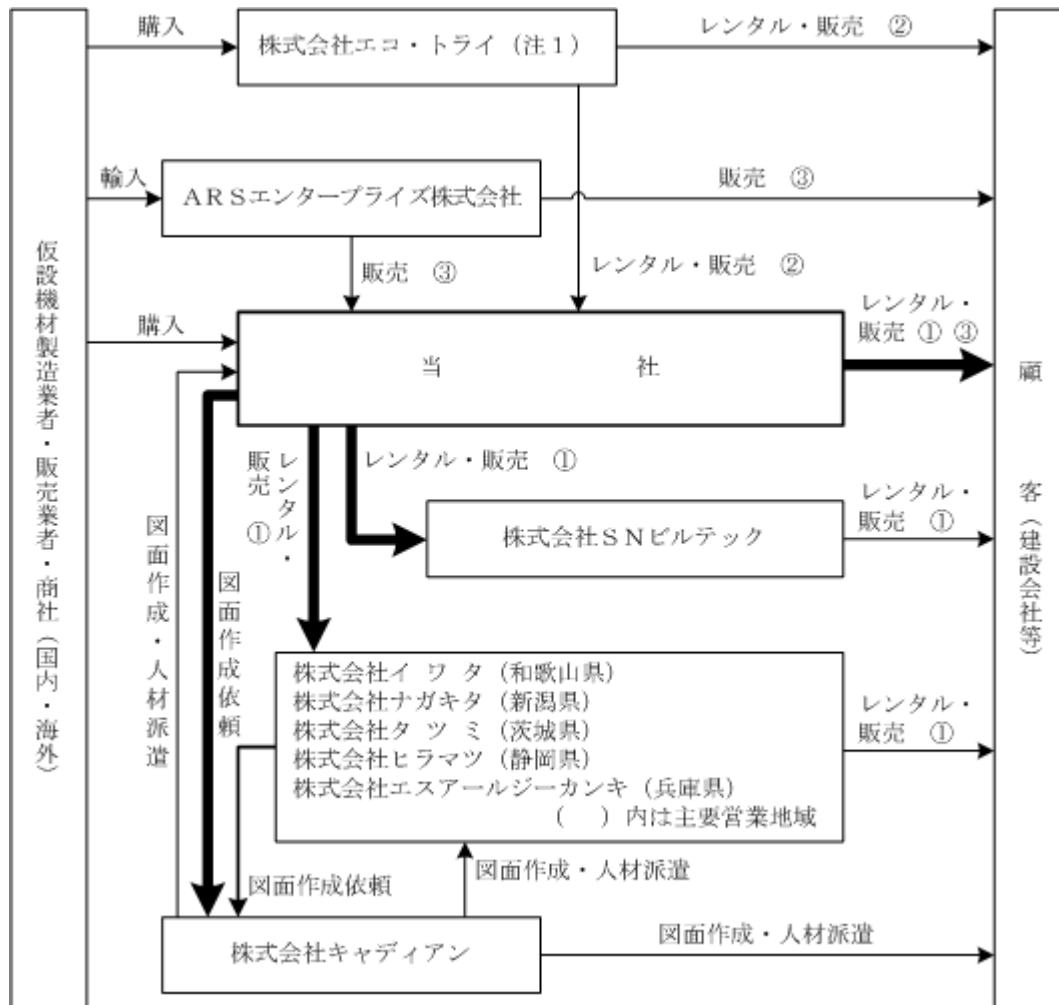 購入
株式会社エコ・トライ（注１）
レンタル・販売 ②
輸入
ＡＲＳエンタープライズ株式会社
販売 ③
販売 ③
レンタル・販売 ②
仮設機材製造業者・販売業者・商社（国内・海外）
購入
当 社
レンタル・
販売 ① ③
顧 客（建設会社等）
レンタル・
販売 ①
レンタル・販売 ①
株式会社ＳＮビルテック
レンタル・
販売 ①
図面作成・人材派遣
図面作成依頼
株式会社イ ワ タ（和歌山県）
株式会社ナガキタ（新潟県）
株式会社タ ツ ミ（茨城県）
株式会社ヒラマツ（静岡県）
株式会社エスアールジーカンキ（兵庫県）
（ ）内は主要営業地域
レンタル・
販売 ①
図面作成依頼
図面作成・人材派遣
株式会社キャディアン
図面作成・人材派遣